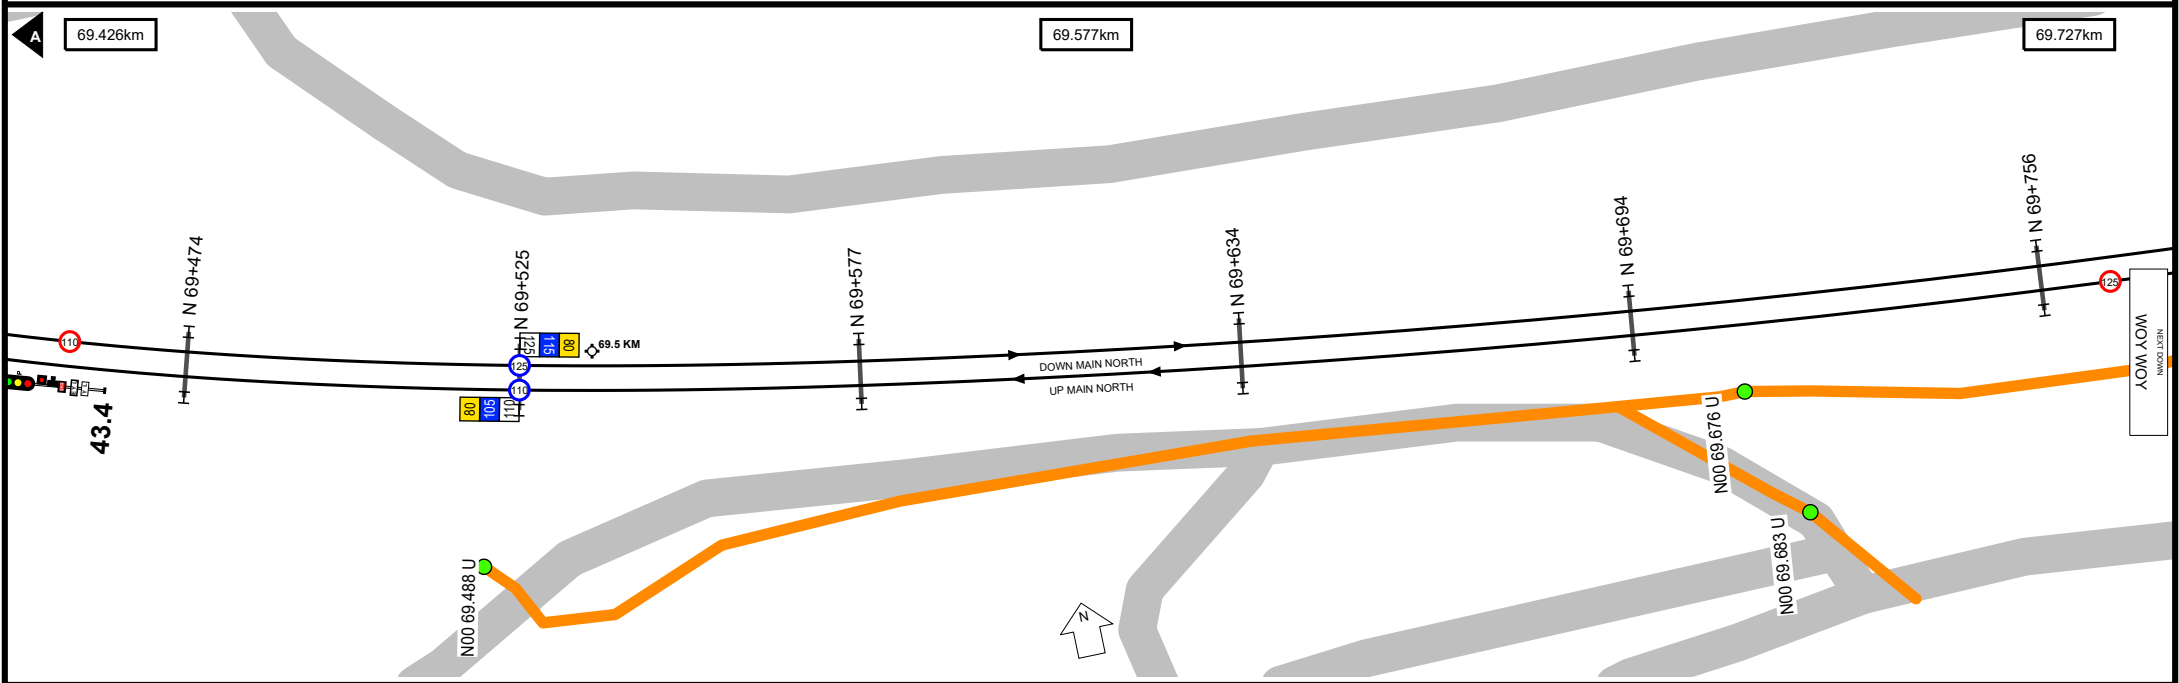 A
69.426km
69.577km
69.727km
N 69+474
N 69+525
N 69+577
N 69+634
N 69+694
N 69+756
110
125
115
80
69.5 KM
125
110
80
105
110
43.4
DOWN MAIN NORTH
UP MAIN NORTH
125
NEXT DOWN
WOY WOY
N00 69.488 U
N00 69.676 U
N00 69.683 U
N